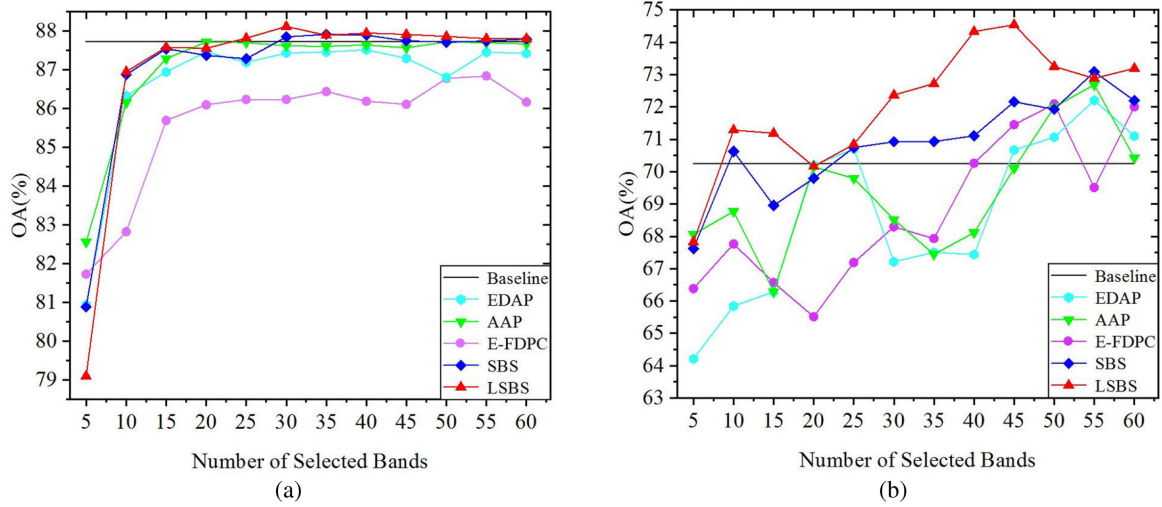 88
87
86
85
84
83
82
81
80
79
OA(%)
5 10 15 20 25 30 35 40 45 50 55 60
Number of Selected Bands
Baseline
EDAP
AAP
E-FDPC
SBS
LSBS
(a)
75
74
73
72
71
70
69
68
67
66
65
64
63
OA(%)
5 10 15 20 25 30 35 40 45 50 55 60
Number of Selected Bands
Baseline
EDAP
AAP
E-FDPC
SBS
LSBS
(b)